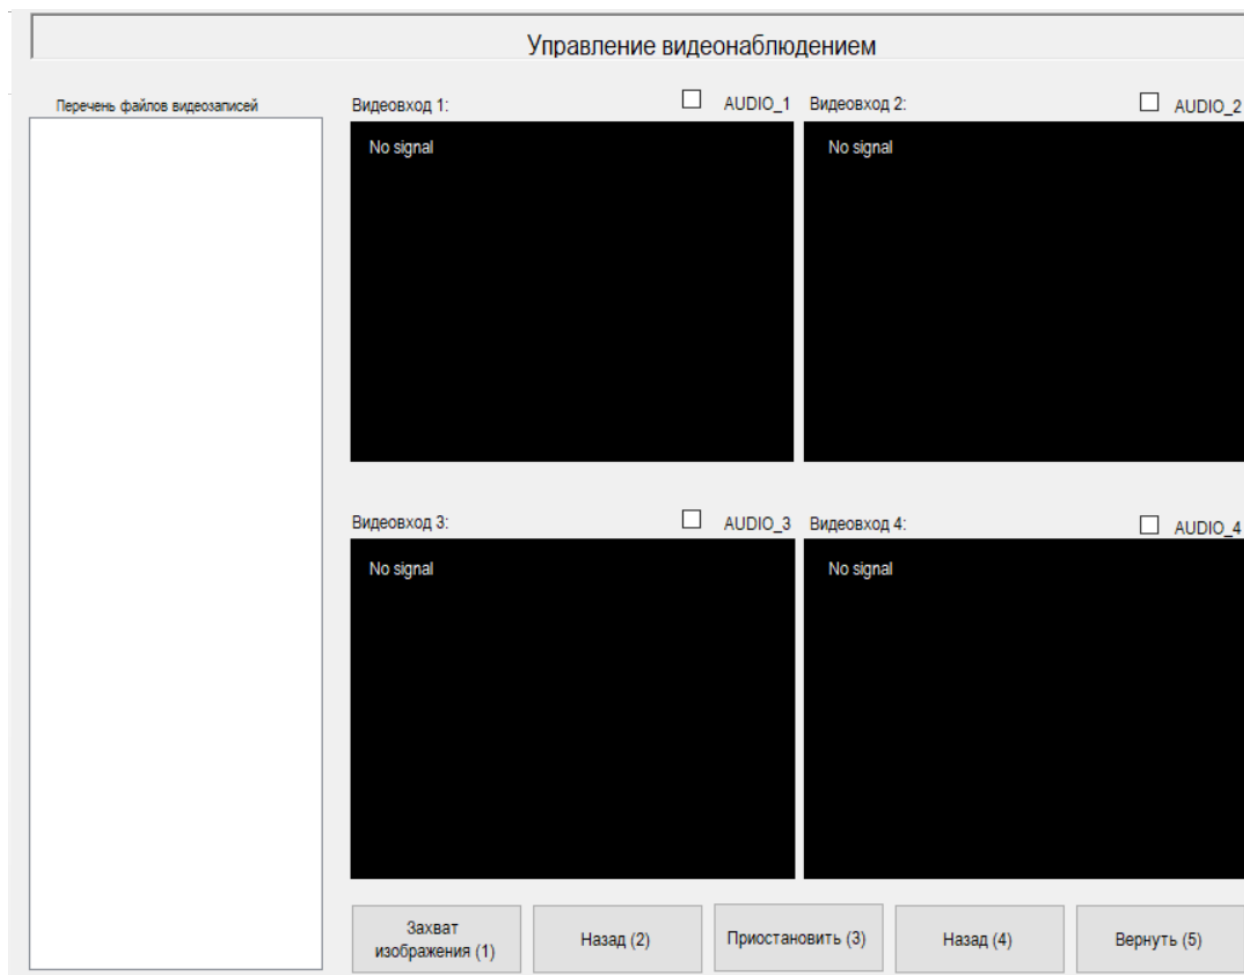 Управление видеонаблюдением
Перечень файлов видеозаписей
Видеовход 1:
AUDIO_1
Видеовход 2:
AUDIO_2
No signal
No signal
Видеовход 3:
AUDIO_3
Видеовход 4:
AUDIO_4
No signal
No signal
Захват
изображения (1)
Назад (2)
Приостановить (3)
Назад (4)
Вернуть (5)